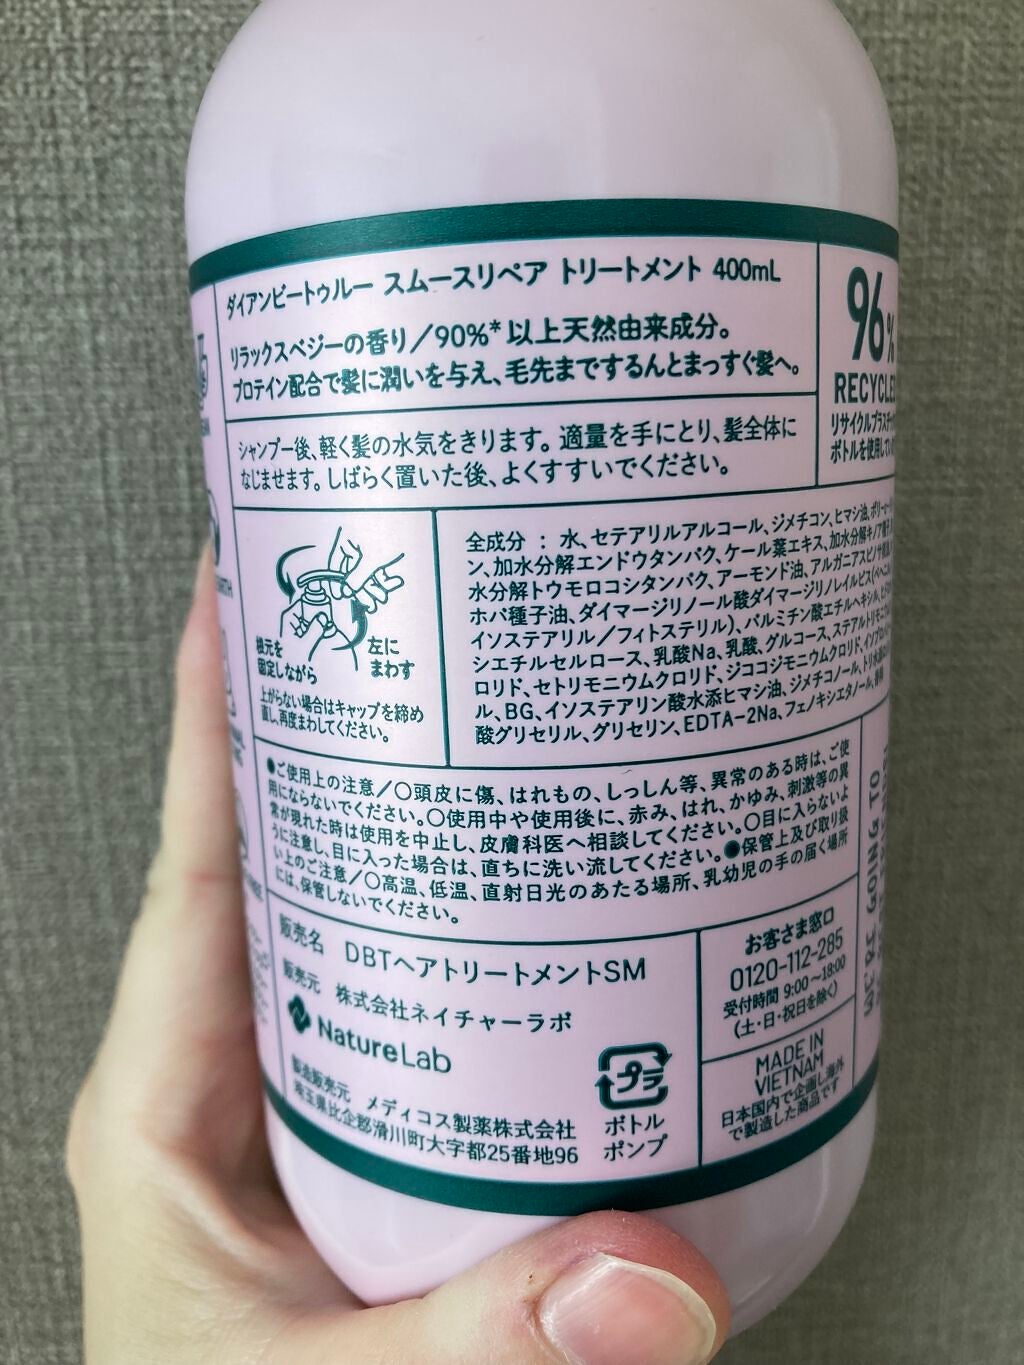 ダイアンビートゥルー スムースリペア トリートメント 400mL
リラックスベジーの香り／90%*以上天然由来成分。
プロテイン配合で髪に潤いを与え、毛先までするんとまっすぐ髪へ。
96%
RECYCLE
リサイクルプラスチック
ボトルを使用してい
シャンプー後、軽く髪の水気をきります。適量を手にとり、髪全体に
なじませます。しばらく置いた後、よくすすいでください。
根元を
固定しながら
左に
まわす
上がらない場合はキャップを締め
直し、再度まわしてください。
全成分 : 水、セテアリルアルコール、ジメチコン、ヒマシ油、
ン、加水分解エンドウタンパク、ケール葉エキス、加水分解キノア
水分解トウモロコシタンパク、アーモンド油、アルガニアスピノサ
ホバ種子油、ダイマージリノール酸ダイマージリノレイルビス(
イソステアリル／フィトステリル)、パルミチン酸エチルヘキシル、
シエチルセルロース、乳酸Na、乳酸、グルコース、ステアルトリモニウム
ロリド、セトリモニウムクロリド、ジココジモニウムクロリド、イソプロパノー
ル、BG、イソステアリン酸水添ヒマシ油、ジメチコノール、
酸グリセリル、グリセリン、EDTA-2Na、フェノキシエタノール、香料
●ご使用上の注意／○頭皮に傷、はれもの、しっしん等、異常のある時は、ご使
用にならないでください。○使用中や使用後に、赤み、はれ、かゆみ、刺激等の異
常が現れた時は使用を中止し、皮膚科医へ相談してください。○目に入らないよ
うに注意し、目に入った場合は、直ちに洗い流してください。●保管上及び取り扱
い上のご注意／○高温、低温、直射日光のあたる場所、乳幼児の手の届く場所
には、保管しないでください。
販売名 DBTヘアトリートメントSM
販売元 株式会社ネイチャーラボ
NatureLab
製造販売元 メディコス製薬株式会社
埼玉県比企郡滑川町大字都25番地96
プラ
ボトル
ポンプ
お客さま窓口
0120-112-285
受付時間 9:00～18:00
(土・日・祝日を除く)
MADE IN
VIETNAM
日本国内で企画し海外
で製造した商品です
WE'RE GOING TO